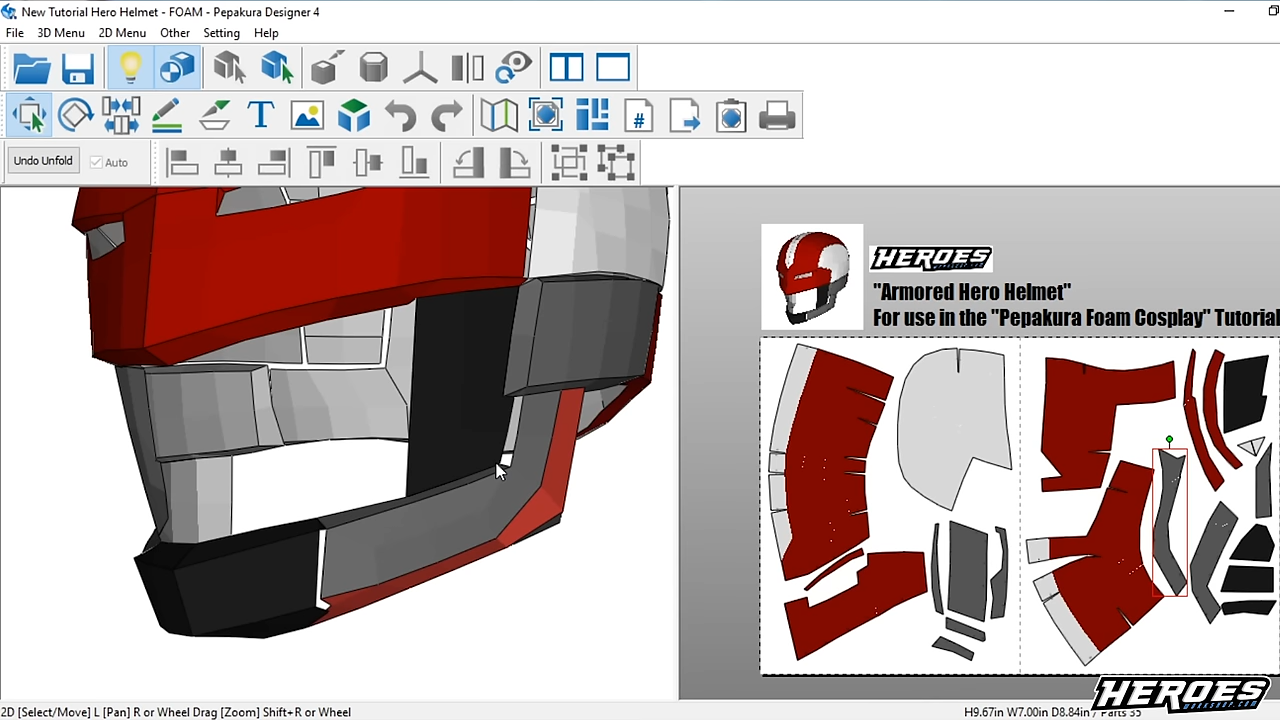 New Tutorial Hero Helmet - FOAM - Pepakura Designer 4
File 3D Menu 2D Menu Other Setting Help
T
#
Undo Unfold Auto
HEROES
"Armored Hero Helmet"
For use in the "Pepakura Foam Cosplay" Tutorial
HEROES
WORKSHOP.COM
2D [Select/Move] L [Pan] R or Wheel Drag [Zoom] Shift+R or Wheel
H9.67in W7.00in D8.84in / Parts 35